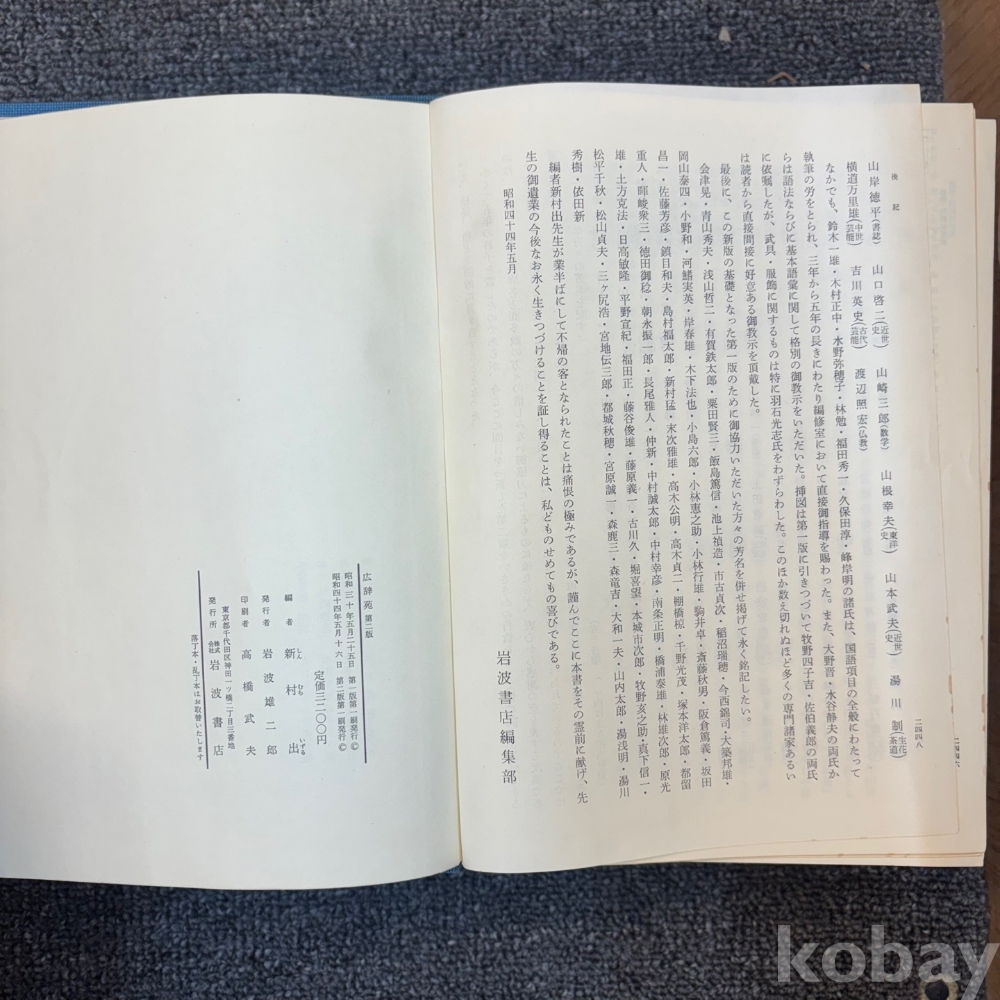 後記
二四四八
二四四六
山岸徳平(書誌) 山口啓二(近世史) 山崎三郎(数学) 山根幸夫(東洋史) 山本武夫(近世史) 湯川制(生花茶道)
横道万里雄(中世芸能) 吉川英史(古代芸能) 渡辺照宏(仏教)
なかでも、鈴木一雄・木村正中・水野弥穂子・林勉・福田秀一・久保田淳・峰岸明の諸氏は、国語項目の全般にわたって
執筆の労をとられ、三年から五年の長きにわたり編修室において直接御指導を賜わった。また、大野晋・水谷静夫の両氏か
らは語法ならびに基本語彙に関して格別の御教示をいただいた。挿図は第一版に引きつづいて牧野四子吉・佐伯義郎の両氏
に依嘱したが、武具・服飾に関するものは特に羽石光志氏をわずらわした。このほか数え切れぬほど多くの専門諸家あるい
は読者から直接間接に好意ある御教示を頂戴した。
最後に、この新版の基礎となった第一版のために御協力いただいた方々の芳名を併せ掲げて永く銘記したい。
会津晃・青山秀夫・浅山哲二・有賀鉄太郎・粟田賢三・飯島篤信・池上禎造・市古貞次・稲沼瑞穂・今西錦司・大築邦雄・
岡山泰四・小野和・河鰭実英・岸春雄・木下法也・小島六郎・小林恵之助・小林行雄・駒井卓・斎藤秋男・阪倉篤義・坂田
昌一・佐藤芳彦・鎮目和夫・島村福太郎・新村猛・末次雅雄・高木公明・高木貞二・棚橋椋・千野光茂・塚本洋太郎・都留
重人・暉峻衆三・徳田御稔・朝永振一郎・長尾雅人・仲新・中村誠太郎・中村幸彦・南条正明・橋浦泰雄・林雄次郎・原光
雄・土方克法・日高敏隆・平野宣紀・福田正・藤谷俊雄・藤原義一・古川久・堀喜望・本城市次郎・牧野亥之助・真下信一・
松平千秋・松山貞夫・三ヶ尻浩・宮地伝三郎・都城秋穂・宮原誠一・森鹿三・森竜吉・大和一夫・山内太郎・湯浅明・湯川
秀樹・依田新
編者新村出先生が業半ばにして不帰の客となられたことは痛恨の極みであるが、謹んでここに本書をその霊前に献げ、先
生の御遺業の今後なお永く生きつづけることを証し得ることは、私どものせめてもの喜びである。
昭和四十四年五月
岩波書店編集部
広辞苑 第二版
昭和三十年五月二十五日 第一版第一刷発行©
昭和四十四年五月十六日 第二版第一刷発行©
定価三二〇〇円
編者 新村出
しんむらいずる
発行者 岩波雄二郎
印刷者 高橋武夫
東京都千代田区神田一ツ橋二丁目三番地
発行所 株式会社 岩波書店
落丁本・乱丁本はお取替いたします
kobay